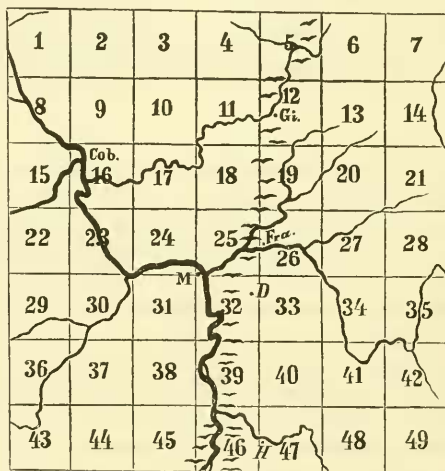 1 2 3 4 5 6 7
8 9 10 11 12 13 14
Gi.
Cob.
15 16 17 18 19 20 21
22 23 24 25 Fra. 26 27 28
M D
29 30 31 32 33 34 35
36 37 38 39 40 41 42
43 44 45 46 H 47 48 49